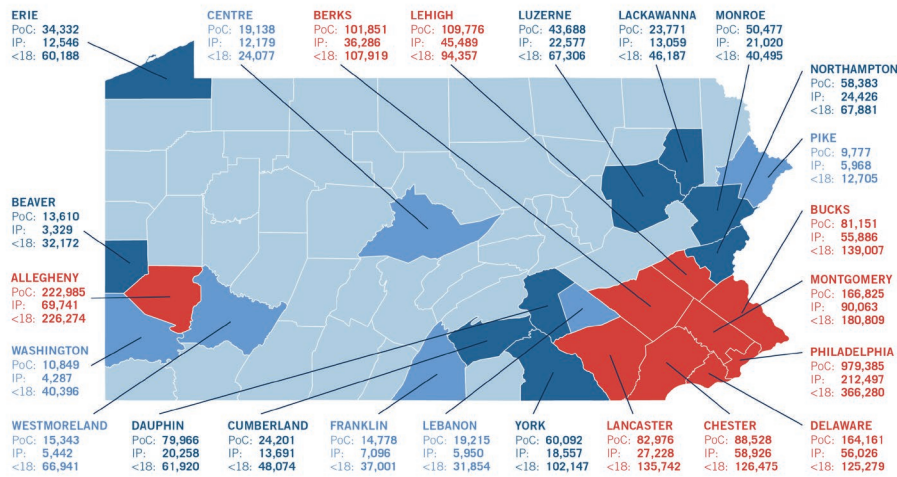 ERIE
PoC: 34,332
IP: 12,546
<18: 60,188
CENTRE
PoC: 19,138
IP: 12,179
<18: 24,077
BERKS
PoC: 101,851
IP: 36,286
<18: 107,919
LEHIGH
PoC: 109,776
IP: 45,489
<18: 94,357
LUZERNE
PoC: 43,688
IP: 22,577
<18: 67,306
LACKAWANNA
PoC: 23,771
IP: 13,059
<18: 46,187
MONROE
PoC: 50,477
IP: 21,020
<18: 40,495
NORTHAMPTON
PoC: 58,383
IP: 24,426
<18: 67,881
PIKE
PoC: 9,777
IP: 5,968
<18: 12,705
BEAVER
PoC: 13,610
IP: 3,329
<18: 32,172
BUCKS
PoC: 81,151
IP: 55,886
<18: 139,007
ALLEGHENY
PoC: 222,985
IP: 69,741
<18: 226,274
MONTGOMERY
PoC: 166,825
IP: 90,063
<18: 180,809
WASHINGTON
PoC: 10,849
IP: 4,287
<18: 40,396
PHILADELPHIA
PoC: 979,385
IP: 212,497
<18: 366,280
WESTMORELAND
PoC: 15,343
IP: 5,442
<18: 66,941
DAUPHIN
PoC: 79,966
IP: 20,258
<18: 61,920
CUMBERLAND
PoC: 24,201
IP: 13,691
<18: 48,074
FRANKLIN
PoC: 14,778
IP: 7,096
<18: 37,001
LEBANON
PoC: 19,215
IP: 5,950
<18: 31,854
YORK
PoC: 60,092
IP: 18,557
<18: 102,147
LANCASTER
PoC: 82,976
IP: 27,228
<18: 135,742
CHESTER
PoC: 88,528
IP: 58,926
<18: 126,475
DELAWARE
PoC: 164,161
IP: 56,026
<18: 125,279